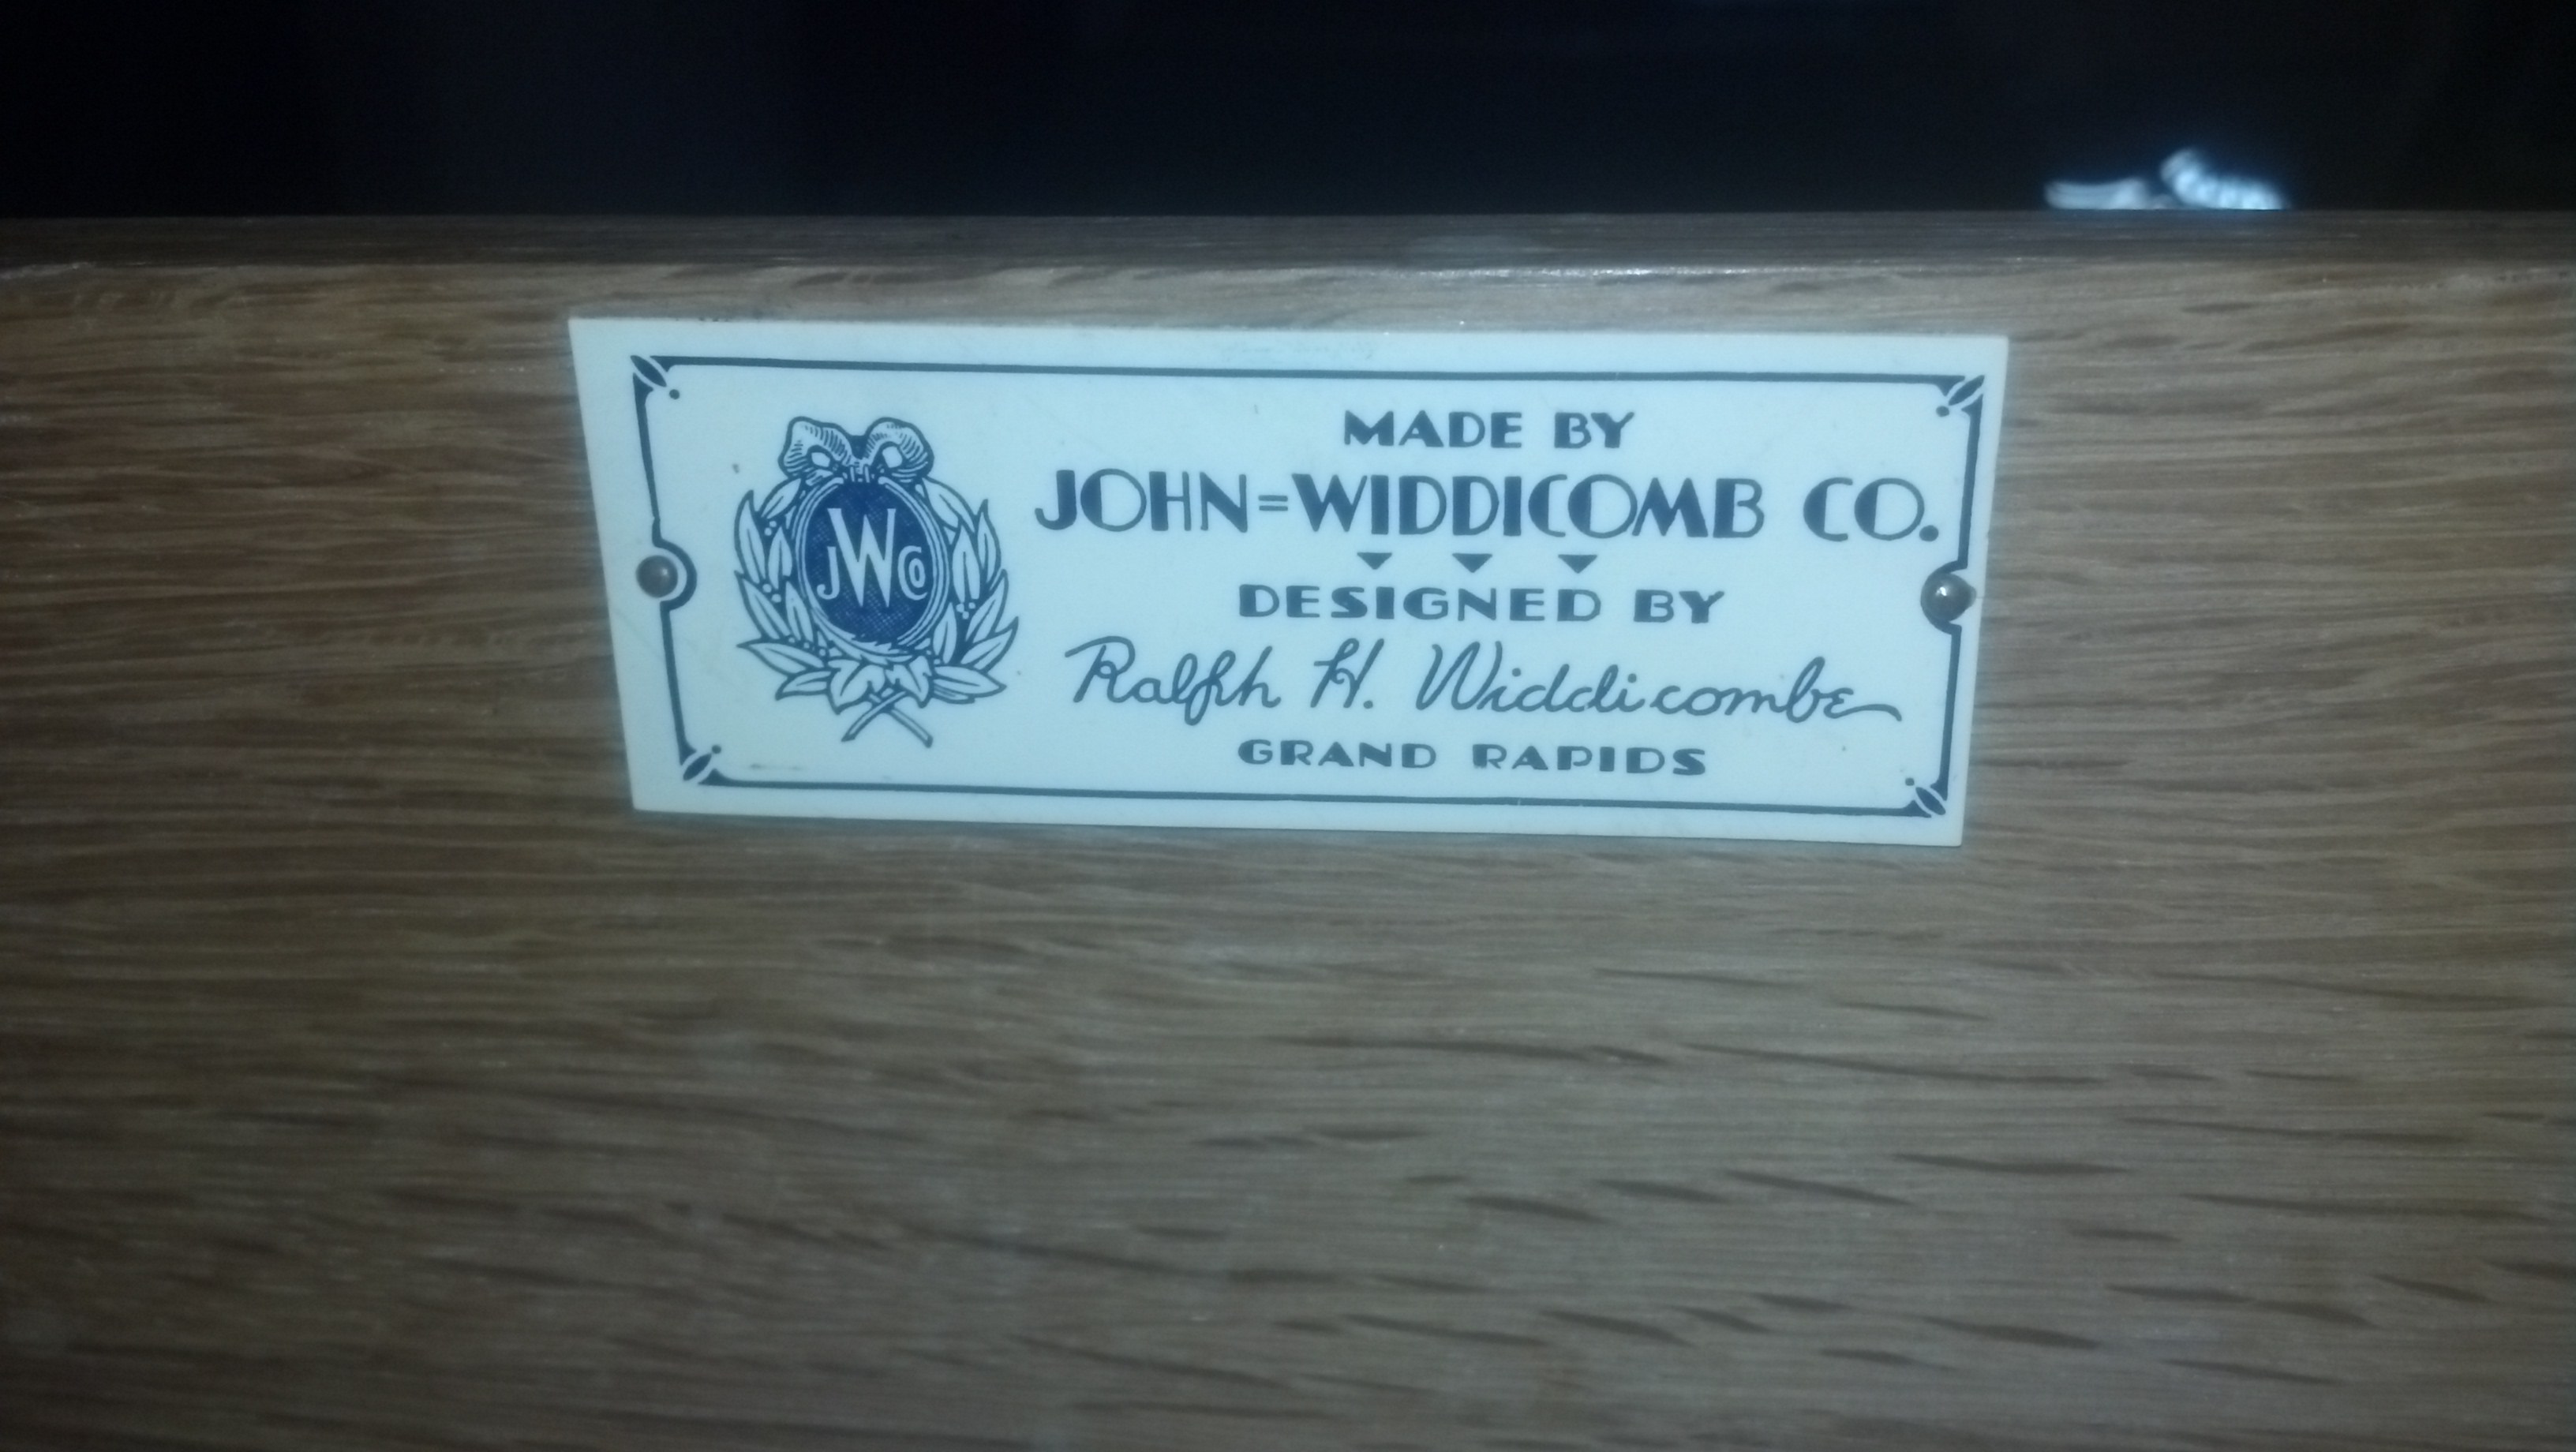 JWCO
MADE BY
JOHN=WIDDICOMB CO.
DESIGNED BY
Ralph H. Widdicombe
GRAND RAPIDS